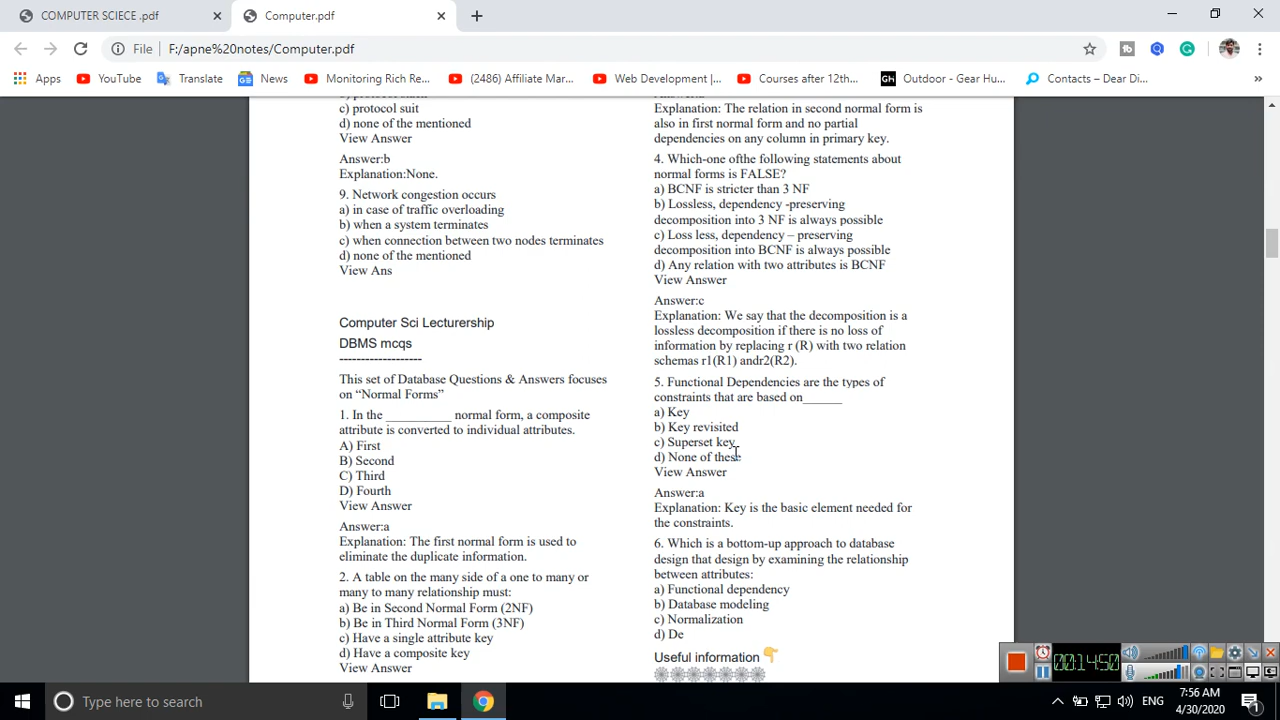 COMPUTER SCIECE .pdf
Computer.pdf
File
F:/apne%20notes/Computer.pdf
Apps
YouTube
Translate
News
Monitoring Rich Re...
(2486) Affiliate Mar...
Web Development |...
Courses after 12th...
GH
Outdoor - Gear Hu...
Contacts – Dear Di...
c) protocol suit
d) none of the mentioned
View Answer
Answer:b
Explanation:None.
9. Network congestion occurs
a) in case of traffic overloading
b) when a system terminates
c) when connection between two nodes terminates
d) none of the mentioned
View Ans
Computer Sci Lecturership
DBMS mcqs
-------------------
This set of Database Questions & Answers focuses
on “Normal Forms”
1. In the __________ normal form, a composite
attribute is converted to individual attributes.
A) First
B) Second
C) Third
D) Fourth
View Answer
Answer:a
Explanation: The first normal form is used to
eliminate the duplicate information.
2. A table on the many side of a one to many or
many to many relationship must:
a) Be in Second Normal Form (2NF)
b) Be in Third Normal Form (3NF)
c) Have a single attribute key
d) Have a composite key
View Answer
Explanation: The relation in second normal form is
also in first normal form and no partial
dependencies on any column in primary key.
4. Which-one ofthe following statements about
normal forms is FALSE?
a) BCNF is stricter than 3 NF
b) Lossless, dependency -preserving
decomposition into 3 NF is always possible
c) Loss less, dependency – preserving
decomposition into BCNF is always possible
d) Any relation with two attributes is BCNF
View Answer
Answer:c
Explanation: We say that the decomposition is a
lossless decomposition if there is no loss of
information by replacing r (R) with two relation
schemas r1(R1) andr2(R2).
5. Functional Dependencies are the types of
constraints that are based on______
a) Key
b) Key revisited
c) Superset key
d) None of these
View Answer
Answer:a
Explanation: Key is the basic element needed for
the constraints.
6. Which is a bottom-up approach to database
design that design by examining the relationship
between attributes:
a) Functional dependency
b) Database modeling
c) Normalization
d) De
Useful information
00:14:50
Type here to search
ENG
7:56 AM
4/30/2020